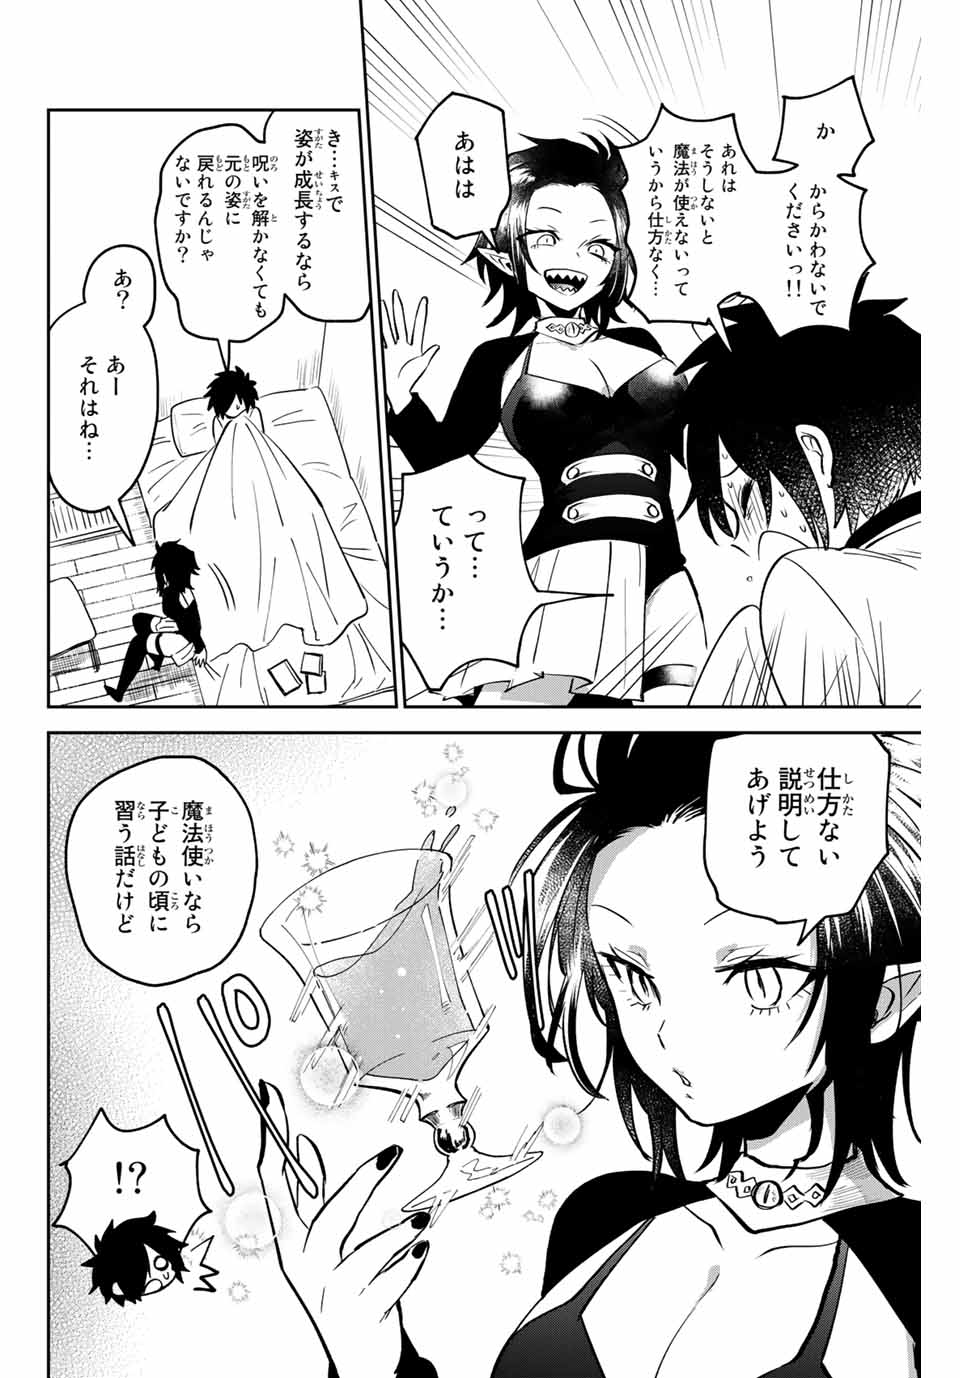 か
からかわないで
くださいっ!!
あれは
そうしないと
魔法が使えないって
いうから仕方なく…
あはは
って…
ていうか…
き…キスで
姿が成長するなら
呪いを解かなくても
元の姿に
戻れるんじゃ
ないですか?
あ?
あー
それはね…
仕方ない
説明して
あげよう
魔法使いなら
子どもの頃に
習う話だけど
!?